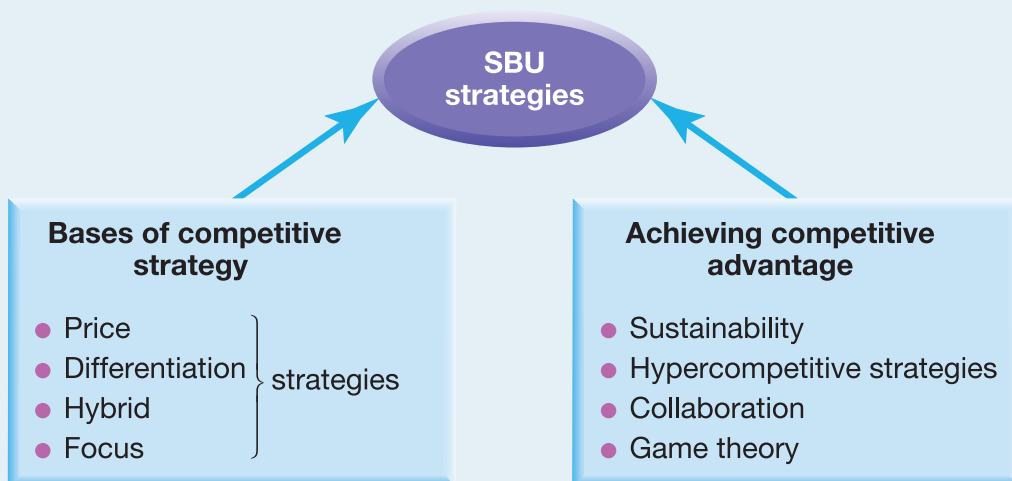 SBU
strategies
Bases of competitive
strategy
Price
Differentiation
Hybrid
Focus
strategies
Achieving competitive
advantage
Sustainability
Hypercompetitive strategies
Collaboration
Game theory